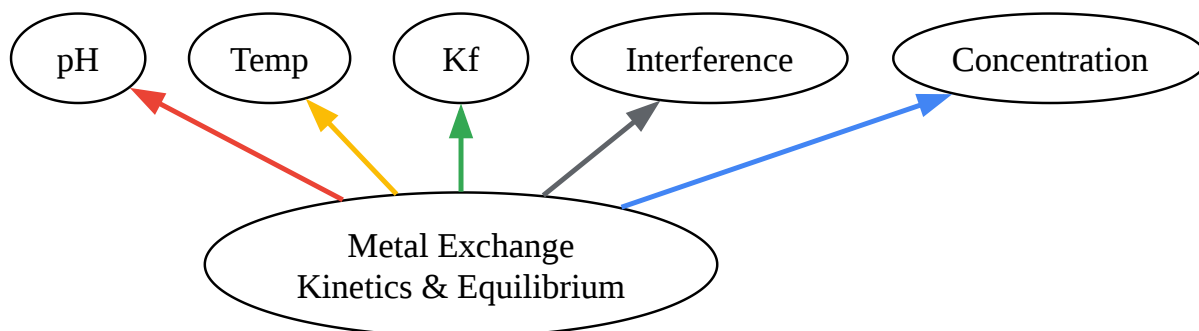 pH
Temp
Kf
Interference
Concentration
Metal Exchange
Kinetics & Equilibrium